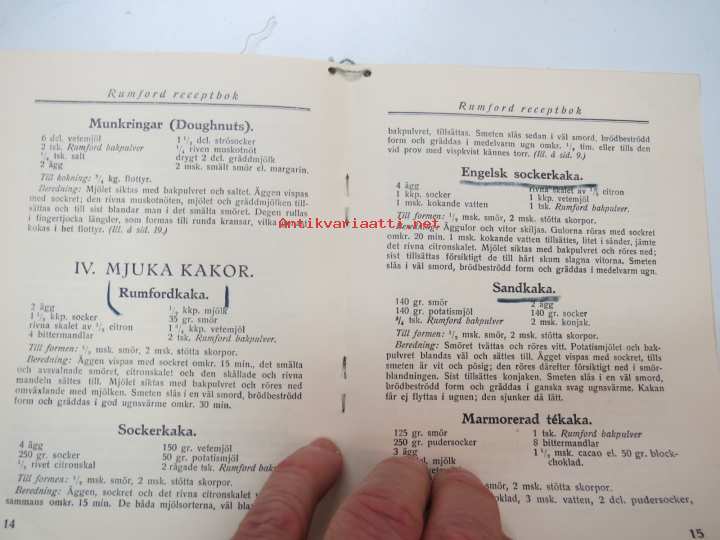 Rumford receptbok
Munkringar (Doughnuts).
6 dcl. vetemjöl
2 tsk. Rumford bakpulver
tsk. salt
2 ägg
dcl. strösocker
riven muskotnöt
drygt 2 dcl. gräddmjölk
2 msk. smält smör el. margarin.
Till kokning: kg. flottyr.
Beredning: Mjölet siktas med bakpulvret och saltet. Äggen vispas
med sockret; den rivna muskotnöten, mjölet och gräddmjölken till-
sättas och till sist blandar man i det smälta smöret. Degen rullas
i fingertjocka längder, som formas till runda kransar, vilka
kokas i het flottyr. (Ill. å sid. 19.)
IV. MJUKA KAKOR.
Rumfordkaka.
2 ägg
1 1/2 kkp. socker
rivna skalet av 1/2 citron
4 bittermandlar
1/2 kkp. mjölk
35 gr. smör
kkp. vetemjöl
2 tsk. Rumford bakpulver.
Till formen: 1/2 msk. smör, 2 msk. stötta skorpor.
Beredning: Äggen vispas med sockret omkr. 15 min., det smälta
och avsvalnade smöret, citronskalet och den skållade och rivna
mandeln sättes till. Mjölet siktas med bakpulvret och röres ned
omväxlande med mjölken. Smeten slås i en väl smord, brödbeströdd
form och gräddas i god ugnsvärme omkr. 30 min.
Sockerkaka.
4 ägg
250 gr. socker
1/2 rivet citronskal
150 gr. vetemjöl
50 gr. potatismjöl
2 rågade tsk. Rumford
Till formen: 1/2 msk. smör, 2 msk. stötta skorpor.
Beredning: Äggen, sockret och det rivna citronskalet
sammans omkr. 15 min. De båda mjölsorterna, väl
14
Rumford receptbok
bakpulvret, tillsättas. Smeten slås sedan i väl smord, brödbeströdd
form och gräddas i medelvarm ugn omkr. tim. eller tills den
vid prov med vispkvist kännes torr. (Ill. å sid. 9.)
Engelsk sockerkaka.
4 ägg
1 kkp. socker
1 msk. kokande vatten
rivna skalet av 1/2 citron
1 kkp. vetemjöl
1 tsk. Rumford bakpulver.
Till formen: 1/2 msk. smör, 2 msk. stötta skorpor.
Beredning: Äggulor och vitor skiljas. Gulorna röras med sockret
omkr. 20 min. 1 msk. kokande vatten tillsättes, litet i sänder, jämte
det rivna citronskalet. Mjölet siktas med bakpulvret och röres ned;
sist tillsättas försiktigt de till hårt skum slagna vitorna. Smeten
slås i väl smord, brödbeströdd form och gräddas i medelvarm ugn.
Sandkaka.
140 gr. smör
140 gr. potatismjöl
3/4 tsk. Rumford bakpulver
2 ägg
140 gr. socker
2 msk. konjak.
Till formen: 1/2 msk. smör, 2 msk. stötta skorpor.
Beredning: Smöret tvättas och röres vitt. Potatismjölet och bak-
pulvret blandas väl och sättes till. Ägget vispas med sockret, tills
smeten är vit och pösig; den röres därefter försiktigt ned i smör-
blandningen. Sist tillsättes konjaken. Smeten slås i en väl smord,
brödbeströdd form och gräddas i ganska svag ugnsvärme. Kakan
får ej flyttas i ugnen; den sjunker då lätt.
Marmorerad tékaka.
125 gr. smör
250 gr. pudersocker
3 ägg
dcl. mjölk
1 tsk. Rumford bakpulver
8 bittermandlar
1 1/2 msk. cacao el. 50 gr. block-
choklad.
smör, 2 msk. stötta skorpor.
3 msk. vatten, 2 dcl. pudersocker,
15
Antikvariaatti.net